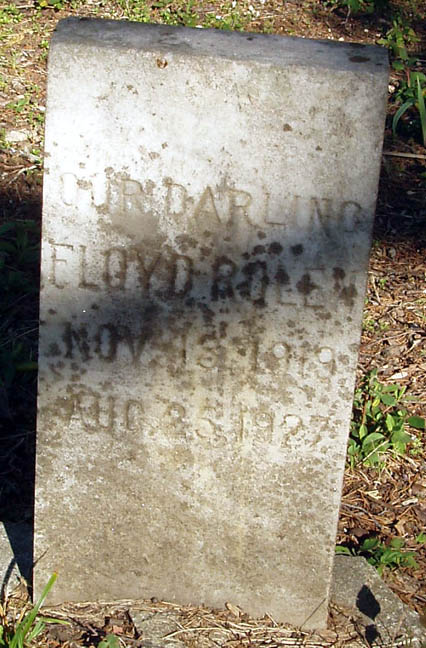 OUR DARLING
FLOYD ROLEN
NOV. 13, 1919
AUG. 25, 1927